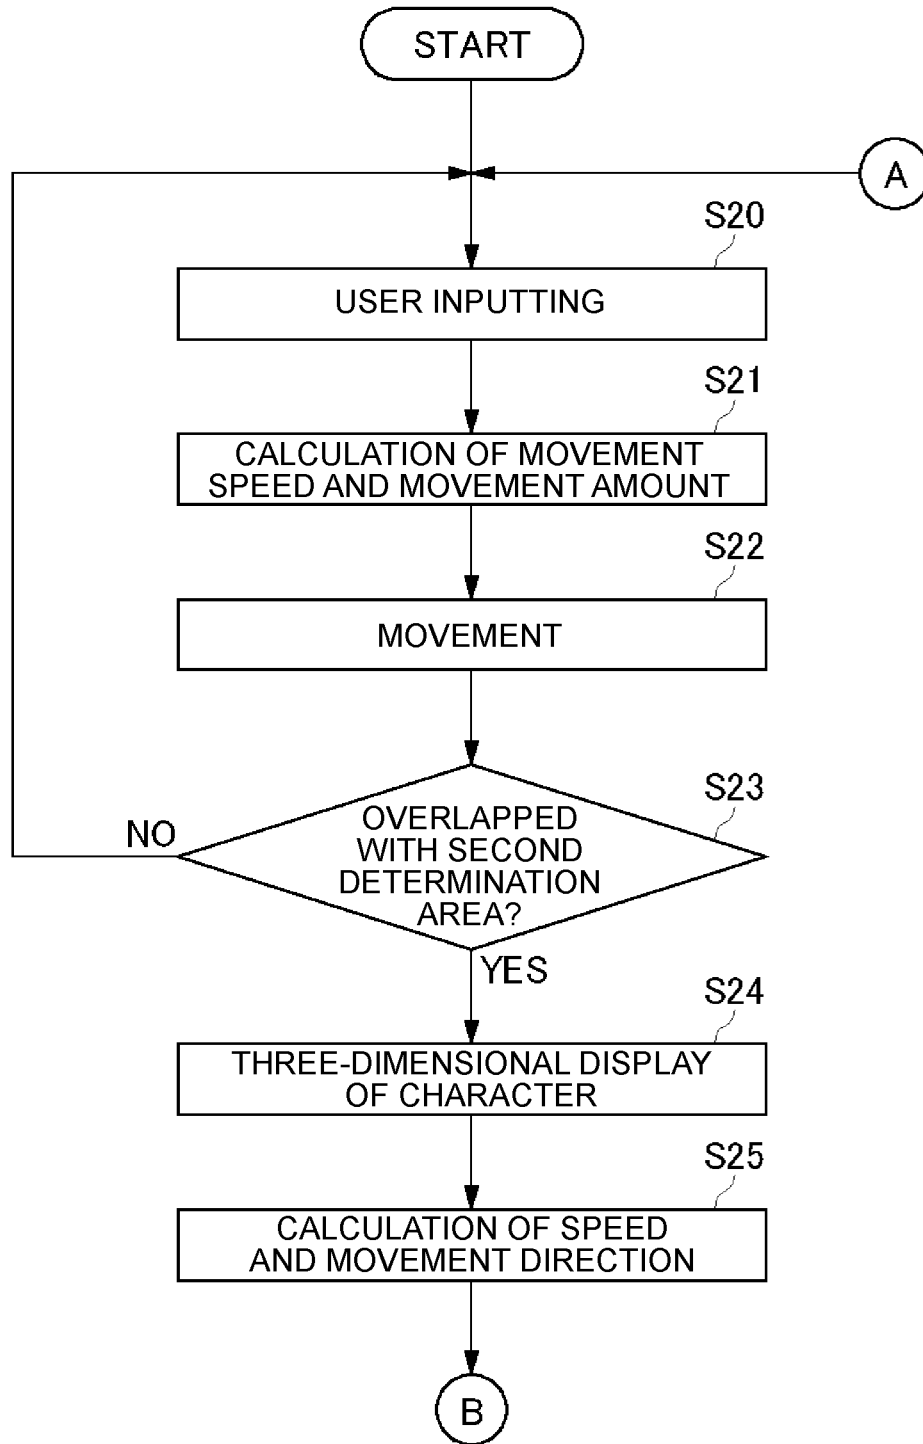 START
A
S20
USER INPUTTING
S21
CALCULATION OF MOVEMENT
SPEED AND MOVEMENT AMOUNT
S22
MOVEMENT
S23
OVERLAPPED
WITH SECOND
DETERMINATION
AREA?
NO
YES
S24
THREE-DIMENSIONAL DISPLAY
OF CHARACTER
S25
CALCULATION OF SPEED
AND MOVEMENT DIRECTION
B